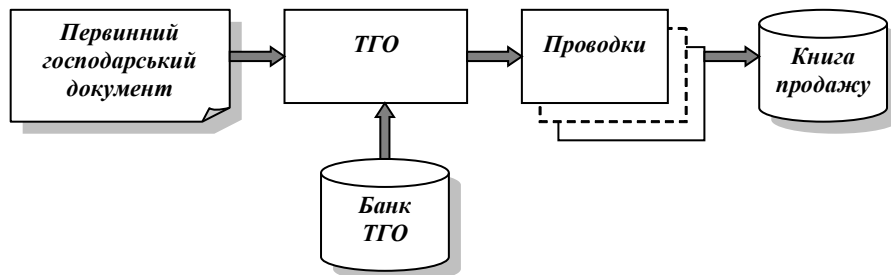 Первинний
господарський
документ
ТГО
Проводки
Книга
продажу
Банк
ТГО